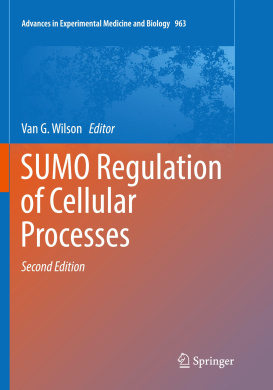 Advances in Experimental Medicine and Biology 963
Van G. Wilson Editor
SUMO Regulation
of Cellular
Processes
Second Edition
Springer